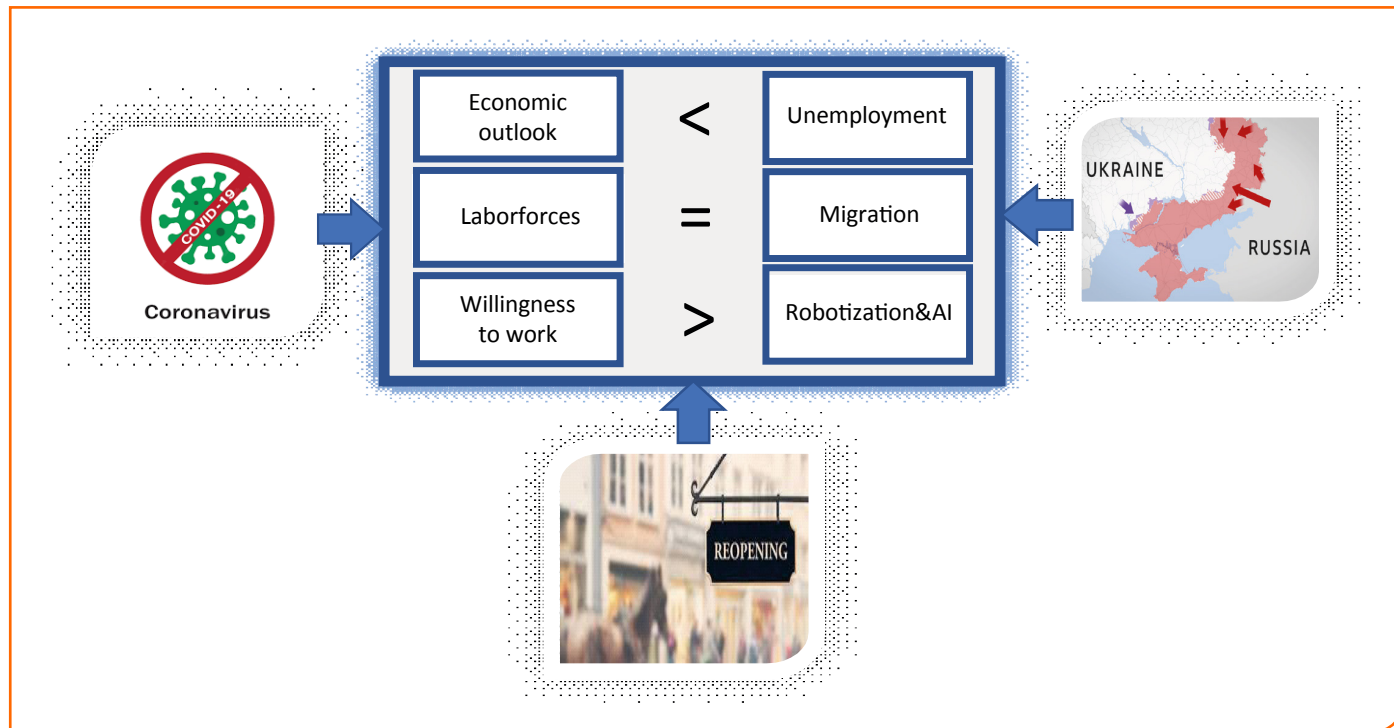 Economic
outlook
<
Unemployment
Laborforces
=
Migration
Willingness
to work
>
Robotization&AI
COVID-19
Coronavirus
UKRAINE
RUSSIA
REOPENING